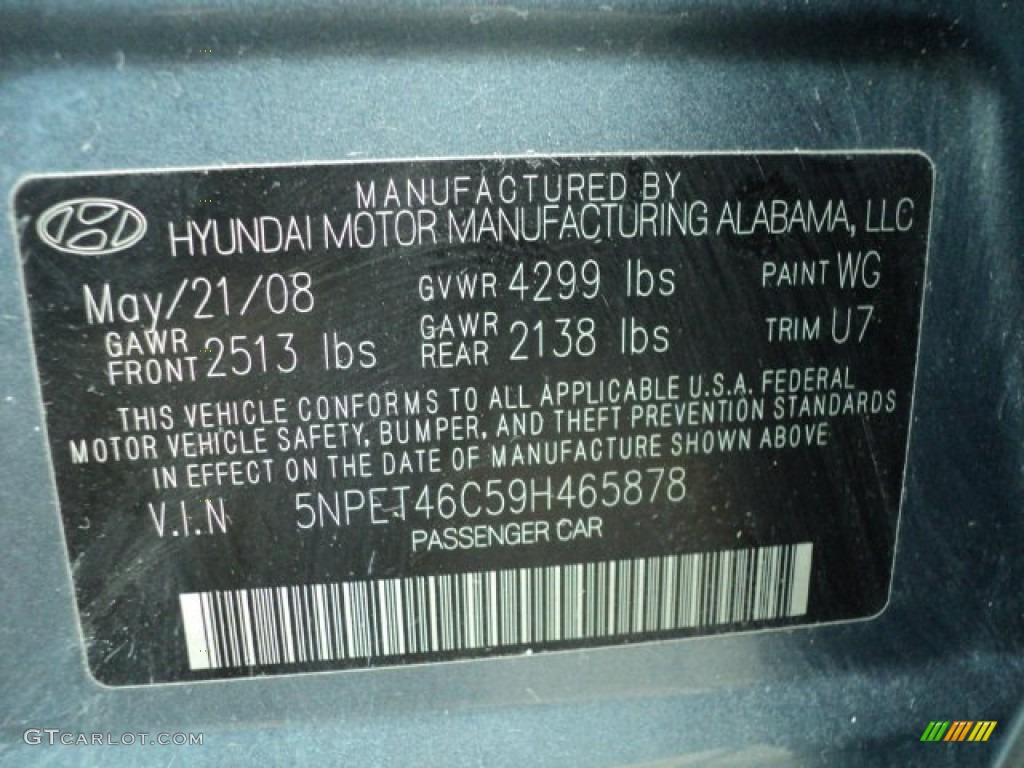 MANUFACTURED BY
HYUNDAI MOTOR MANUFACTURING ALABAMA, LLC
May/21/08 GVWR 4299 lbs PAINT WG
GAWR FRONT 2513 lbs GAWR REAR 2138 lbs TRIM U7
THIS VEHICLE CONFORMS TO ALL APPLICABLE U.S.A. FEDERAL
MOTOR VEHICLE SAFETY, BUMPER, AND THEFT PREVENTION STANDARDS
IN EFFECT ON THE DATE OF MANUFACTURE SHOWN ABOVE
V.I.N 5NPET46C59H465878
PASSENGER CAR
GTCARLOT.COM